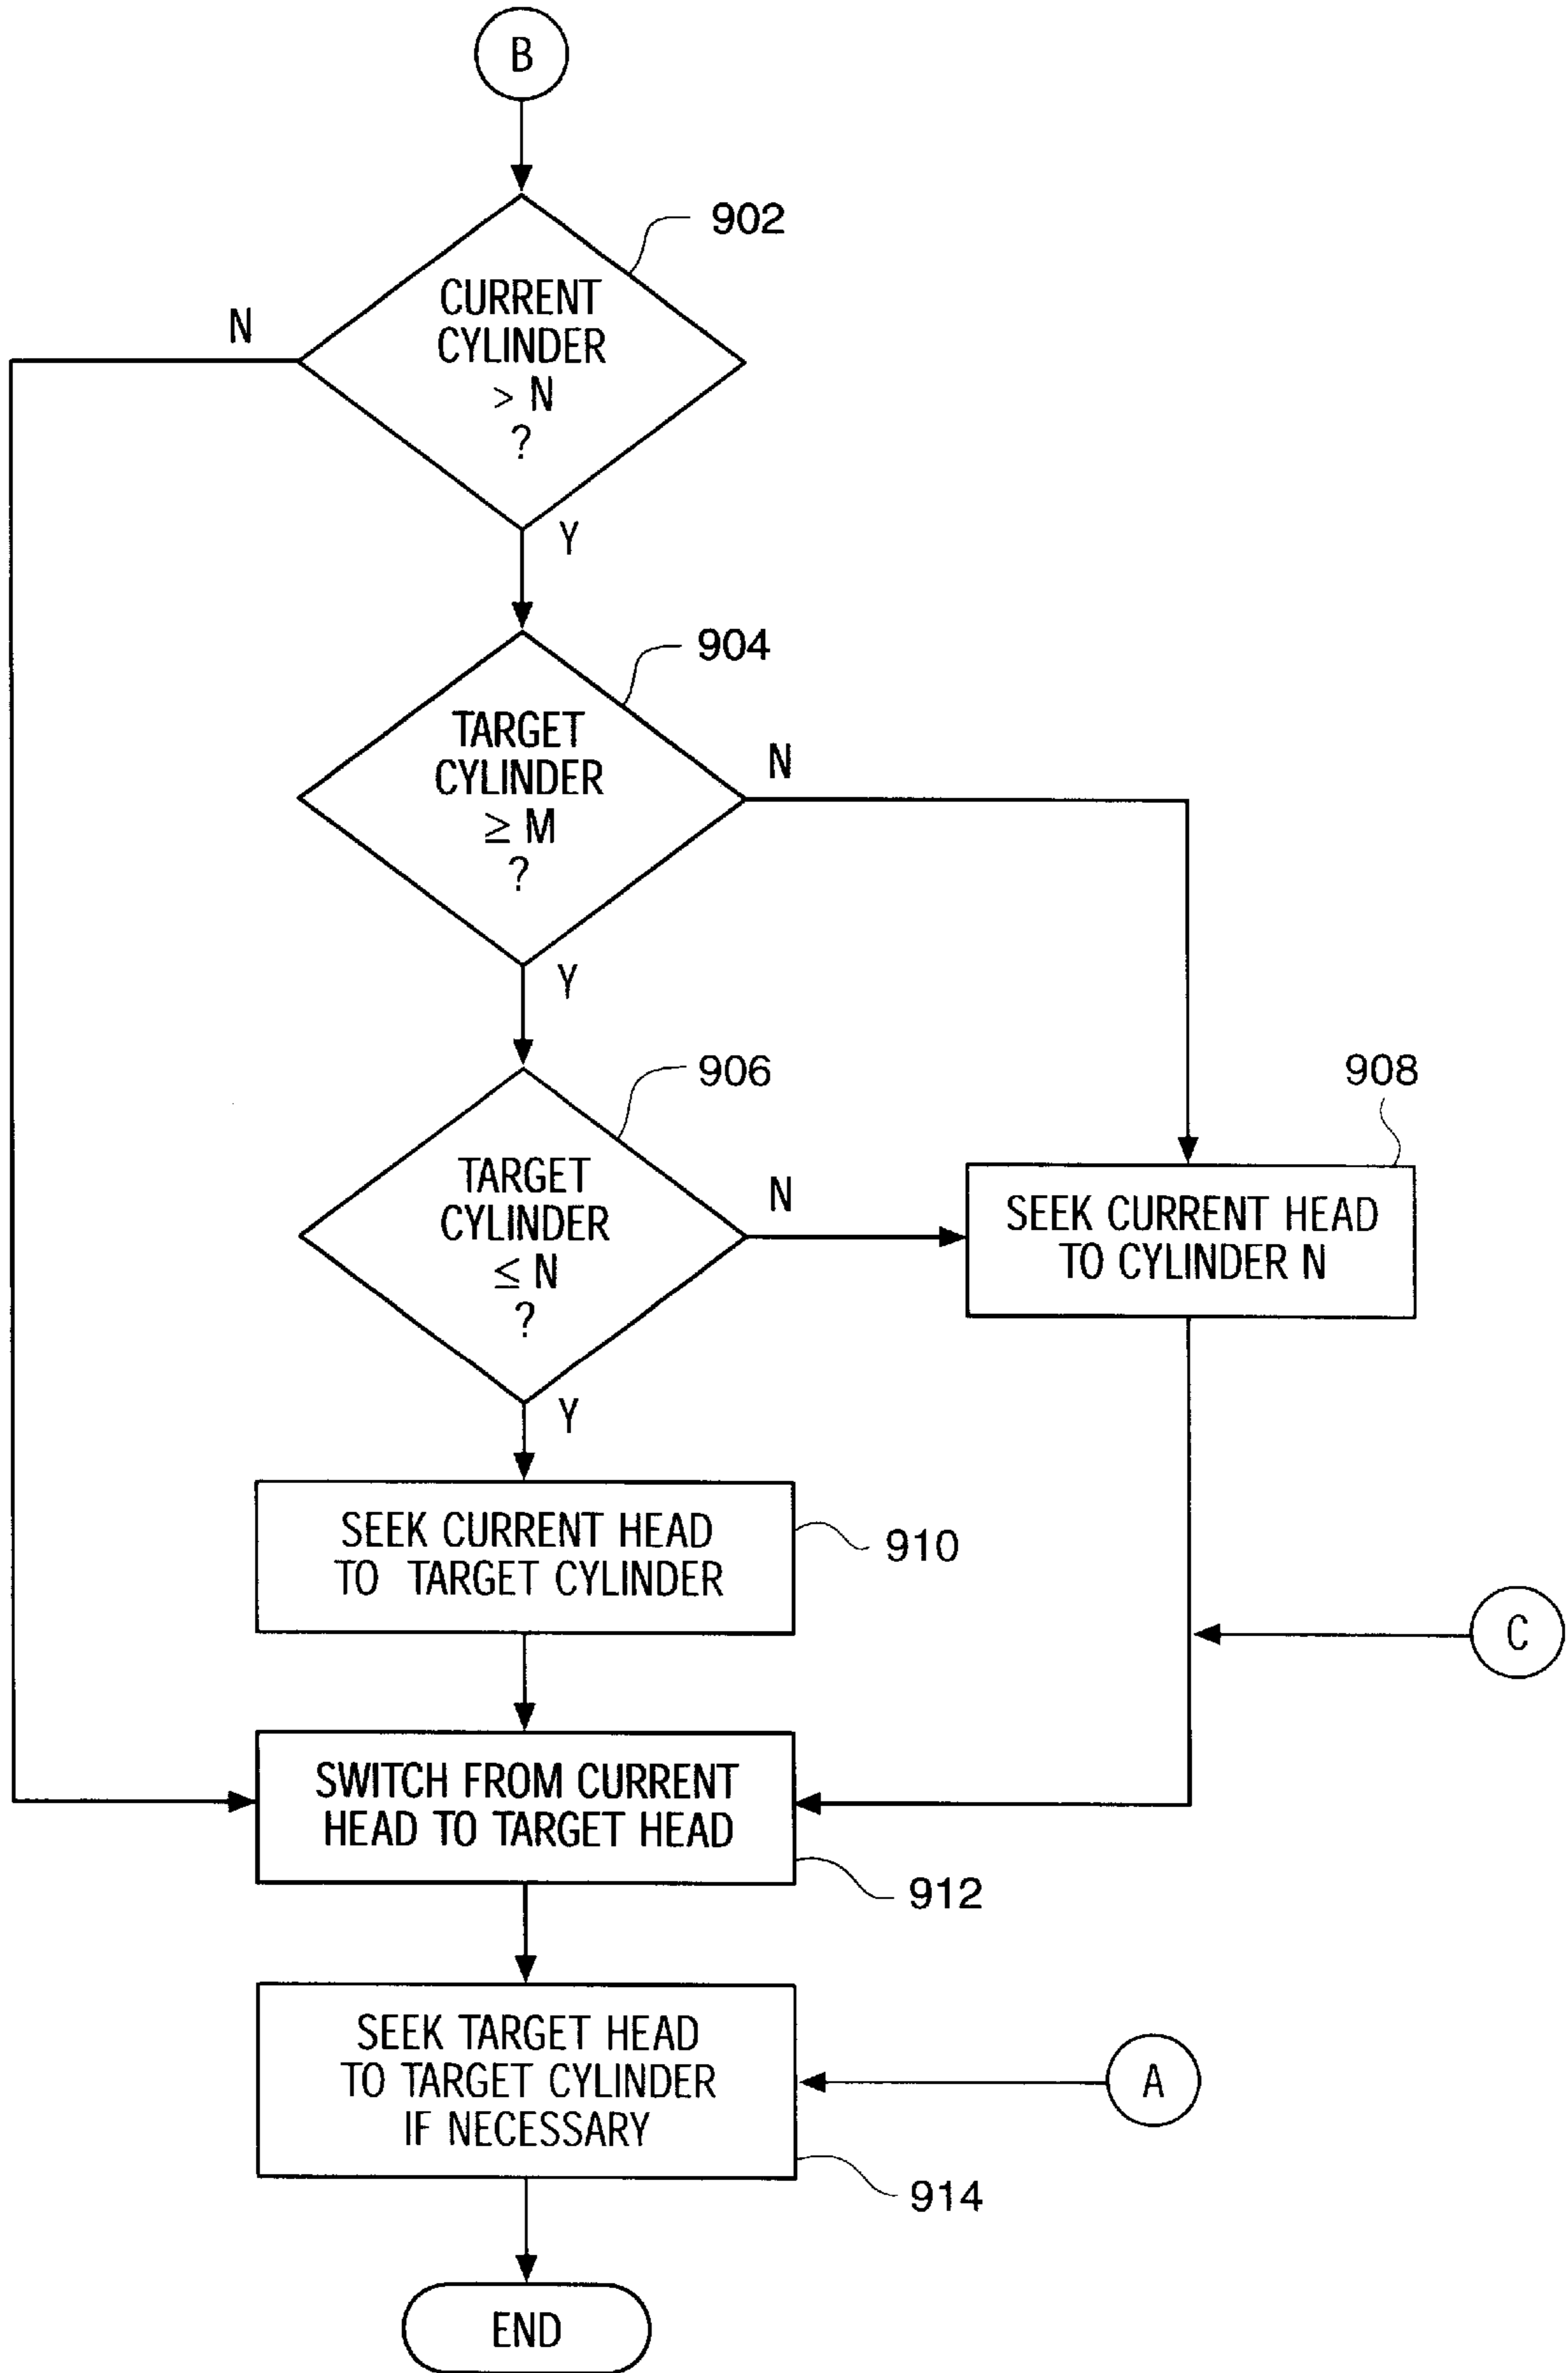 B
902
CURRENT
CYLINDER
> N
?
N
Y
904
TARGET
CYLINDER
≥ M
?
N
Y
906
TARGET
CYLINDER
≤ N
?
N
Y
908
SEEK CURRENT HEAD
TO CYLINDER N
SEEK CURRENT HEAD
TO TARGET CYLINDER
910
C
SWITCH FROM CURRENT
HEAD TO TARGET HEAD
912
SEEK TARGET HEAD
TO TARGET CYLINDER
IF NECESSARY
A
914
END